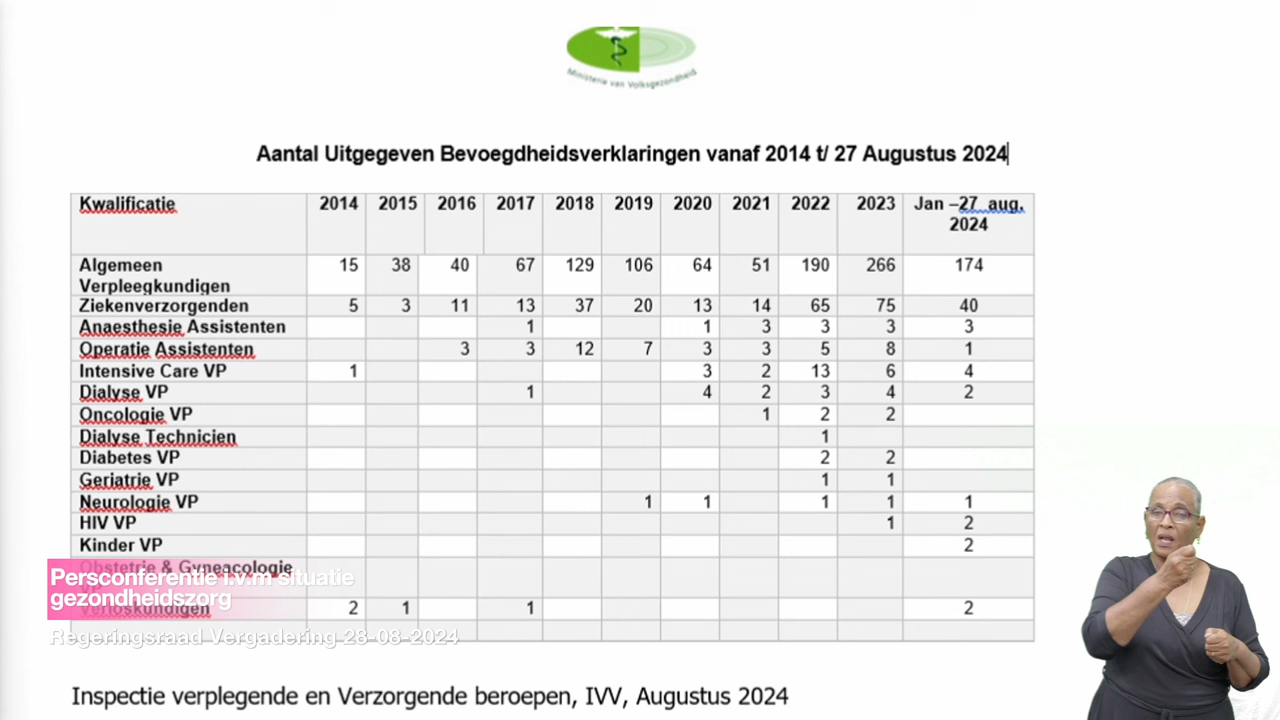 Ministerie van Volksgezondheid
Aantal Uitgegeven Bevoegdheidsverklaringen vanaf 2014 t/ 27 Augustus 2024
Kwalificatie 2014 2015 2016 2017 2018 2019 2020 2021 2022 2023 Jan –27 aug.
2024
Algemeen 15 38 40 67 129 106 64 51 190 266 174
Verpleegkundigen
Ziekenverzorgenden 5 3 11 13 37 20 13 14 65 75 40
Anaesthesie Assistenten 1 1 3 3 3 3
Operatie Assistenten 3 3 12 7 3 3 5 8 1
Intensive Care VP 1 3 2 13 6 4
Dialyse VP 1 4 2 3 4 2
Oncologie VP 1 2 2
Dialyse Technicien 1
Diabetes VP 2 2
Geriatrie VP 1 1
Neurologie VP 1 1 1 1 1
HIV VP 1 2
Kinder VP 2
Obstetrie & Gyneacologie
Persconferentie i.v.m situatie
gezondheidszorg
Verloskundigen 2 1 1 2
Regeringsraad Vergadering 28-08-2024
Inspectie verplegende en Verzorgende beroepen, IVV, Augustus 2024